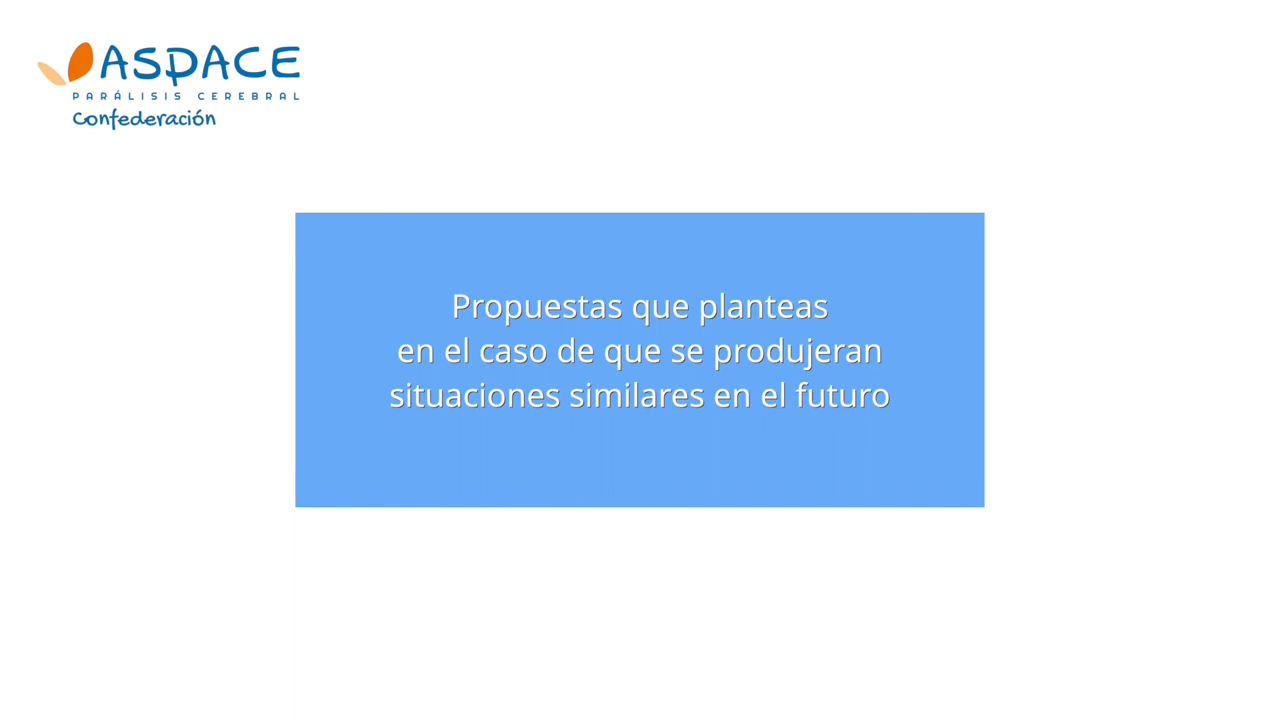 ASPACE
PARÁLISIS CEREBRAL
Confederación
Propuestas que planteas
en el caso de que se produjeran
situaciones similares en el futuro